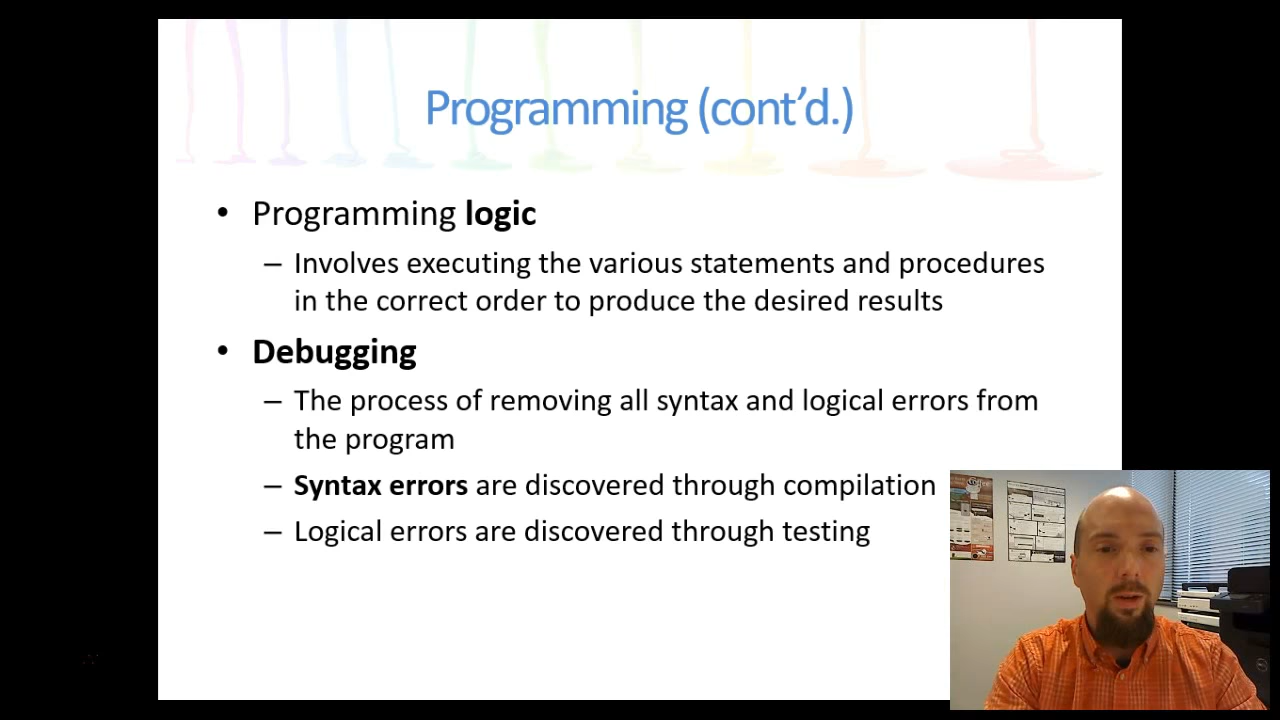 Programming (cont’d.)
• Programming logic
– Involves executing the various statements and procedures
in the correct order to produce the desired results
• Debugging
– The process of removing all syntax and logical errors from
the program
– Syntax errors are discovered through compilation
– Logical errors are discovered through testing